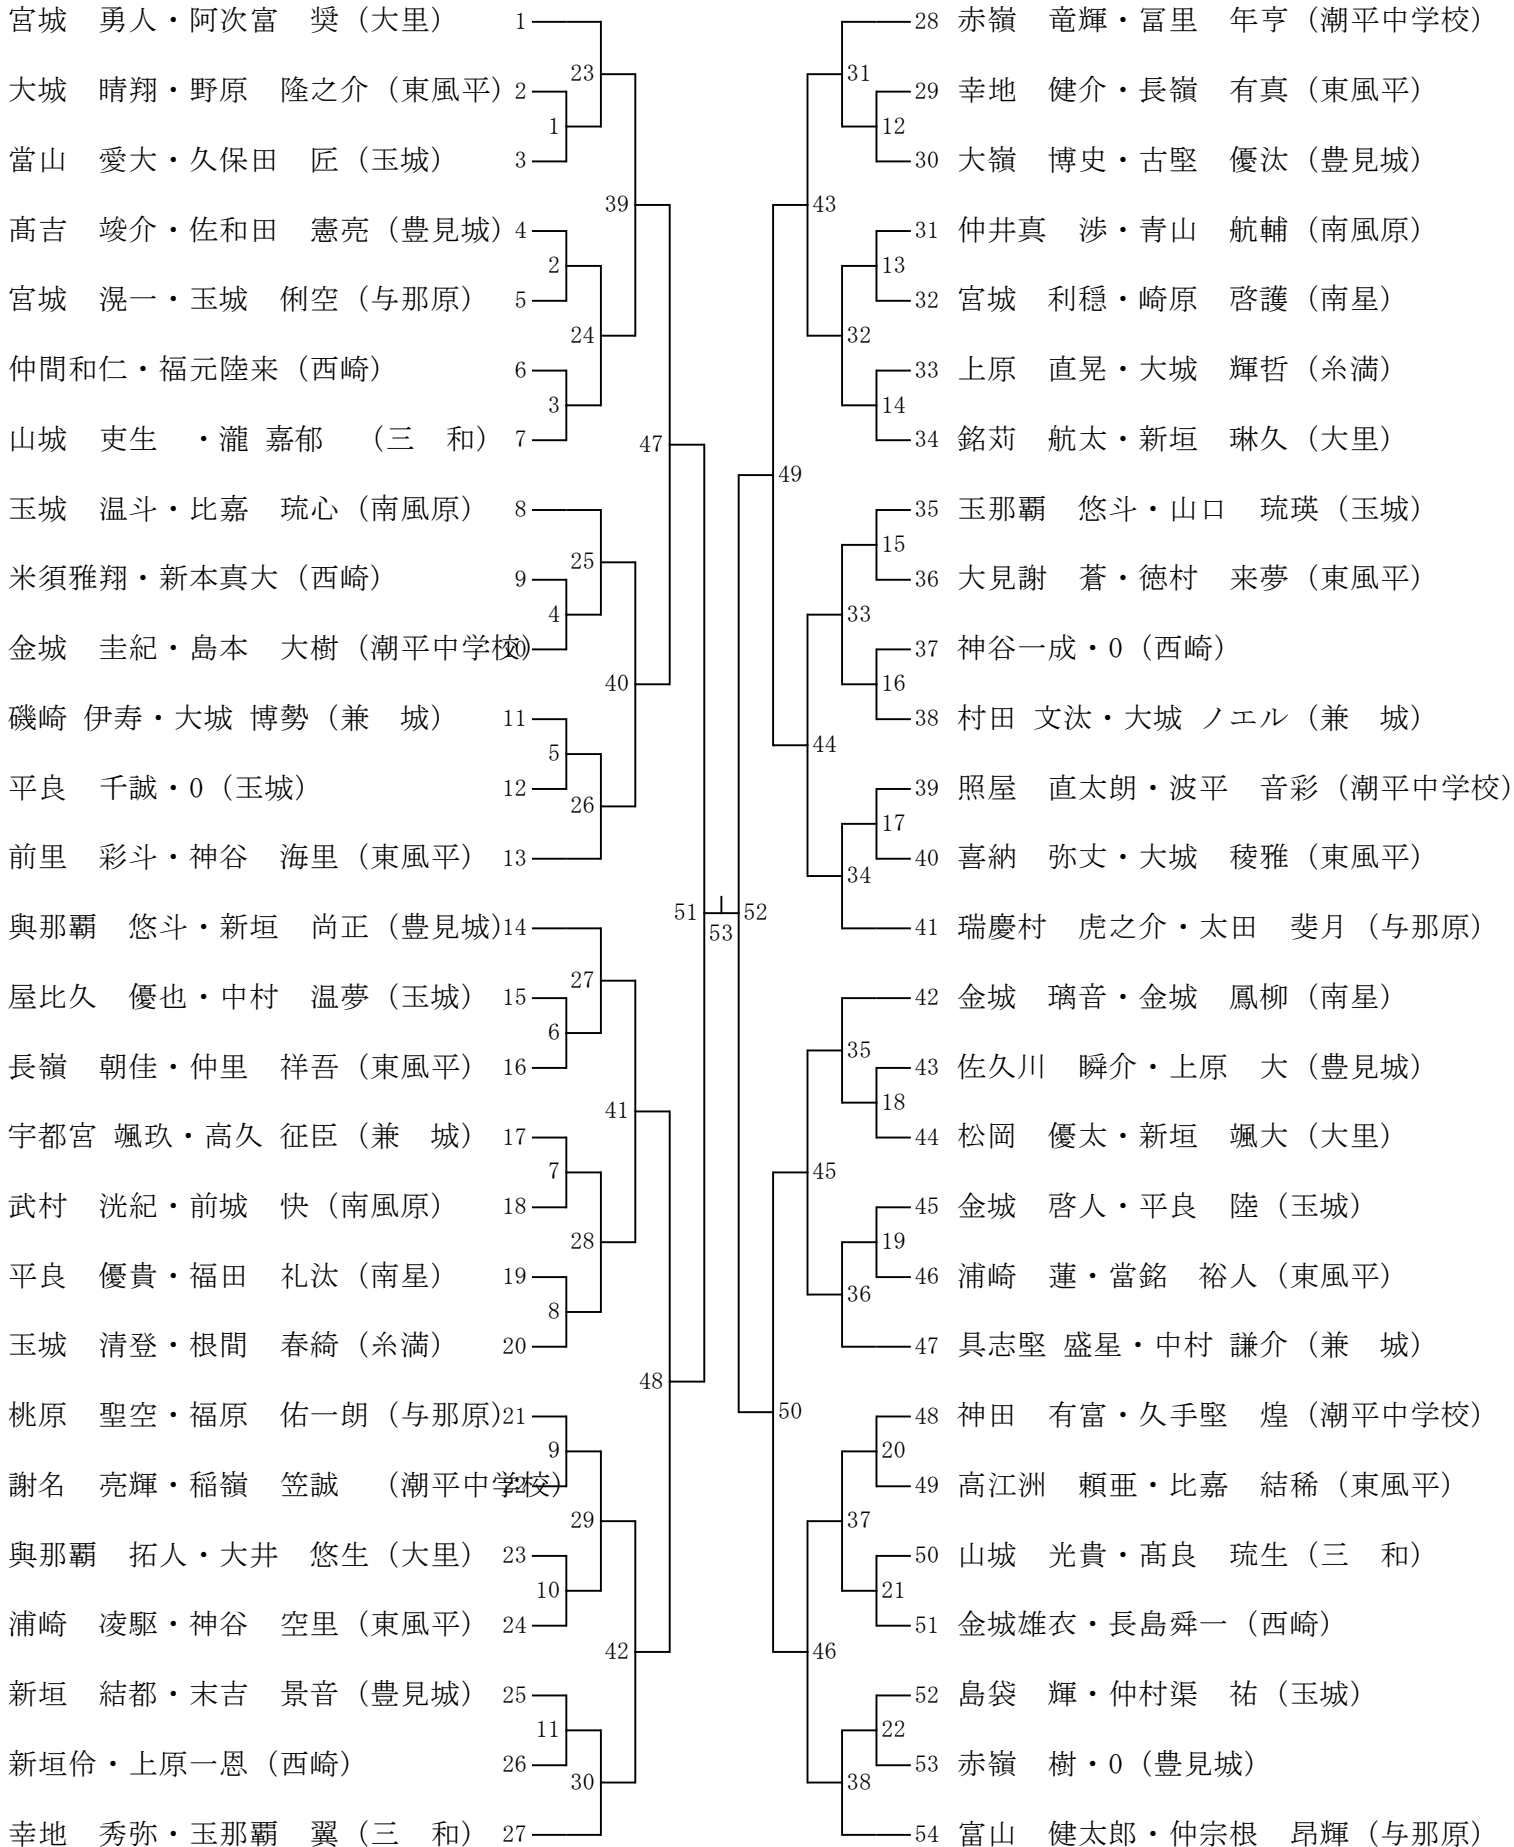 宮城　勇人・阿次富　奨（大里） 1
大城　晴翔・野原　隆之介（東風平） 2
當山　愛大・久保田　匠（玉城） 3
髙吉　竣介・佐和田　憲亮（豊見城） 4
宮城　滉一・玉城　俐空（与那原） 5
仲間和仁・福元陸来（西崎） 6
山城　吏生　・瀧 嘉郁　（三　和） 7
玉城　温斗・比嘉　琉心（南風原） 8
米須雅翔・新本真大（西崎） 9
金城　圭紀・島本　大樹（潮平中学校） 10
磯崎 伊寿・大城 博勢（兼　城） 11
平良　千誠・0（玉城） 12
前里　彩斗・神谷　海里（東風平） 13
與那覇　悠斗・新垣　尚正（豊見城） 14
屋比久　優也・中村　温夢（玉城） 15
長嶺　朝佳・仲里　祥吾（東風平） 16
宇都宮 颯玖・高久 征臣（兼　城） 17
武村　洸紀・前城　快（南風原） 18
平良　優貴・福田　礼汰（南星） 19
玉城　清登・根間　春綺（糸満） 20
桃原　聖空・福原　佑一朗（与那原） 21
謝名　亮輝・稲嶺　笠誠　（潮平中学校） 22
與那覇　拓人・大井　悠生（大里） 23
浦崎　凌駆・神谷　空里（東風平） 24
新垣　結都・末吉　景音（豊見城） 25
新垣伶・上原一恩（西崎） 26
幸地　秀弥・玉那覇　翼（三　和） 27
1
2
3
4
5
6
7
8
9
10
11
23
24
25
26
27
28
29
30
39
40
41
42
47
48
51
53
52
49
50
43
44
45
46
31
32
33
34
35
36
37
38
12
13
14
15
16
17
18
19
20
21
22
28 赤嶺　竜輝・冨里　年亨（潮平中学校）
29 幸地　健介・長嶺　有真（東風平）
30 大嶺　博史・古堅　優汰（豊見城）
31 仲井真　渉・青山　航輔（南風原）
32 宮城　利穏・崎原　啓護（南星）
33 上原　直晃・大城　輝哲（糸満）
34 銘苅　航太・新垣　琳久（大里）
35 玉那覇　悠斗・山口　琉瑛（玉城）
36 大見謝　蒼・徳村　来夢（東風平）
37 神谷一成・0（西崎）
38 村田 文汰・大城 ノエル（兼　城）
39 照屋　直太朗・波平　音彩（潮平中学校）
40 喜納　弥丈・大城　稜雅（東風平）
41 瑞慶村　虎之介・太田　斐月（与那原）
42 金城　璃音・金城　鳳柳（南星）
43 佐久川　瞬介・上原　大（豊見城）
44 松岡　優太・新垣　颯大（大里）
45 金城　啓人・平良　陸（玉城）
46 浦崎　蓮・當銘　裕人（東風平）
47 具志堅 盛星・中村 謙介（兼　城）
48 神田　有富・久手堅　煌（潮平中学校）
49 高江洲　頼亜・比嘉　結稀（東風平）
50 山城　光貴・髙良　琉生（三　和）
51 金城雄衣・長島舜一（西崎）
52 島袋　輝・仲村渠　祐（玉城）
53 赤嶺　樹・0（豊見城）
54 富山　健太郎・仲宗根　昂輝（与那原）